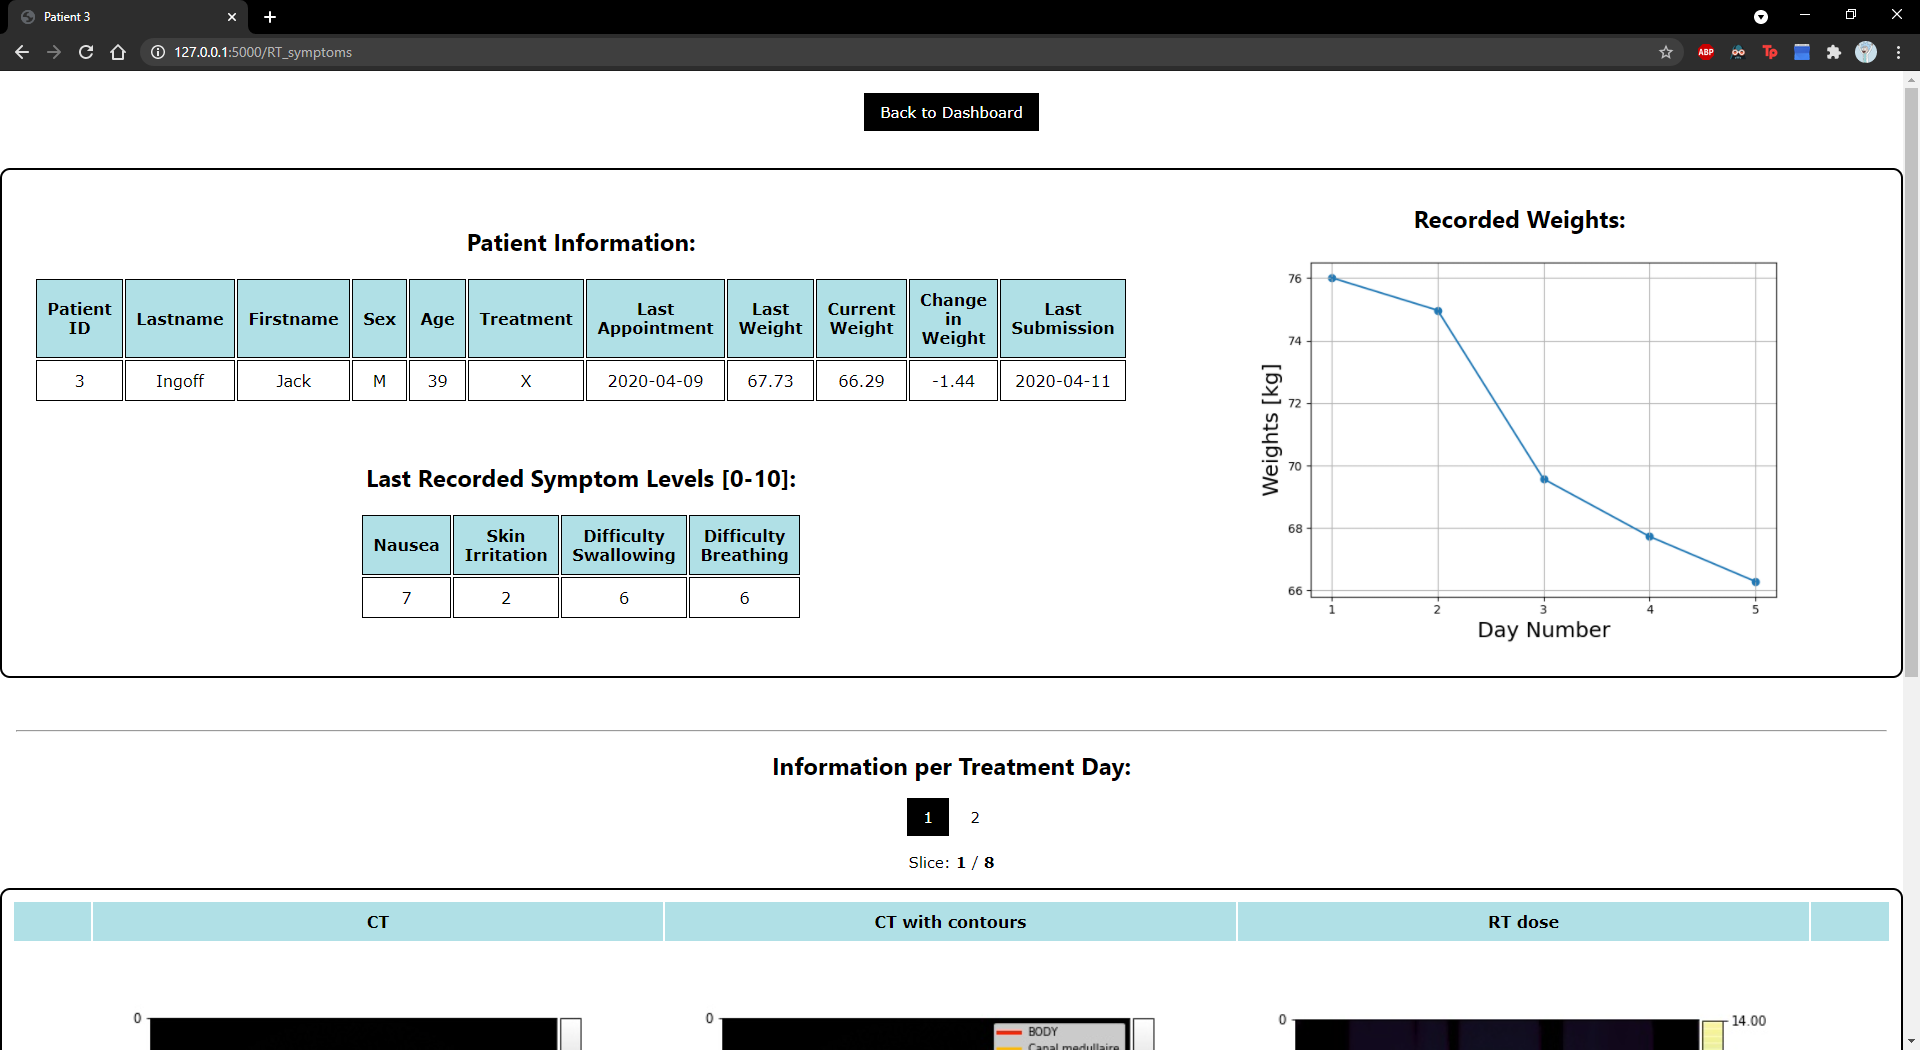 Patient 3
127.0.0.1:5000/RT_symptoms
ABP
Tp
Back to Dashboard
Patient Information:
Patient ID Lastname Firstname Sex Age Treatment Last Appointment Last Weight Current Weight Change in Weight Last Submission
3 Ingoff Jack M 39 X 2020-04-09 67.73 66.29 -1.44 2020-04-11
Last Recorded Symptom Levels [0-10]:
Nausea Skin Irritation Difficulty Swallowing Difficulty Breathing
7 2 6 6
Recorded Weights:
76
74
72
70
68
66
Weights [kg]
1 2 3 4 5
Day Number
Information per Treatment Day:
1 2
Slice: 1 / 8
CT CT with contours RT dose
0 0 0 14.00
BODY
Canal medullaire